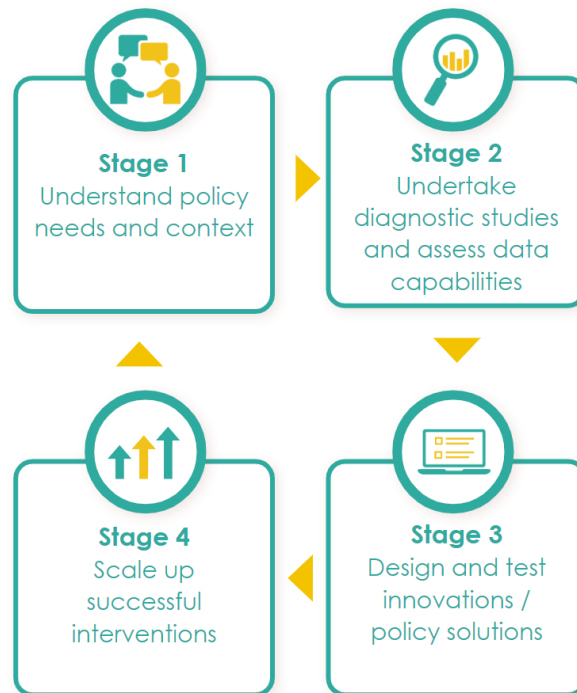 Stage 1
Understand policy
needs and context
Stage 2
Undertake
diagnostic studies
and assess data
capabilities
Stage 3
Design and test
innovations /
policy solutions
Stage 4
Scale up
successful
interventions